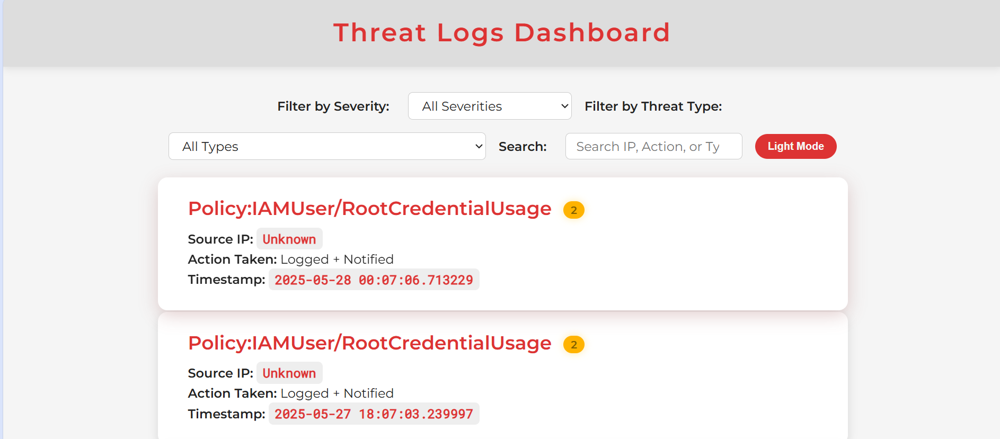 Threat Logs Dashboard
Filter by Severity: All Severities Filter by Threat Type:
All Types Search: Search IP, Action, or Ty Light Mode
Policy:IAMUser/RootCredentialUsage 2
Source IP: Unknown
Action Taken: Logged + Notified
Timestamp: 2025-05-28 00:07:06.713229
Policy:IAMUser/RootCredentialUsage 2
Source IP: Unknown
Action Taken: Logged + Notified
Timestamp: 2025-05-27 18:07:03.239997